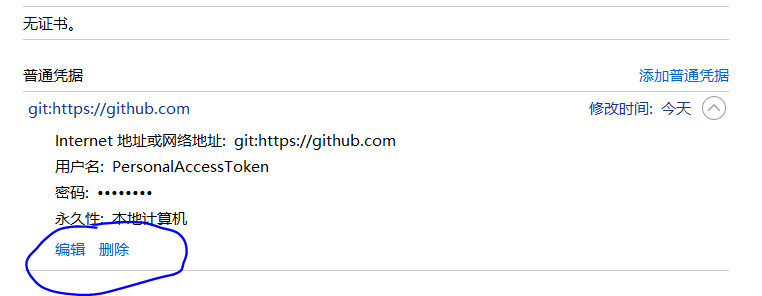 无证书。
普通凭据 添加普通凭据
git:https://github.com 修改时间: 今天
Internet 地址或网络地址: git:https://github.com
用户名: PersonalAccessToken
密码: ••••••••
永久性: 本地计算机
编辑 删除